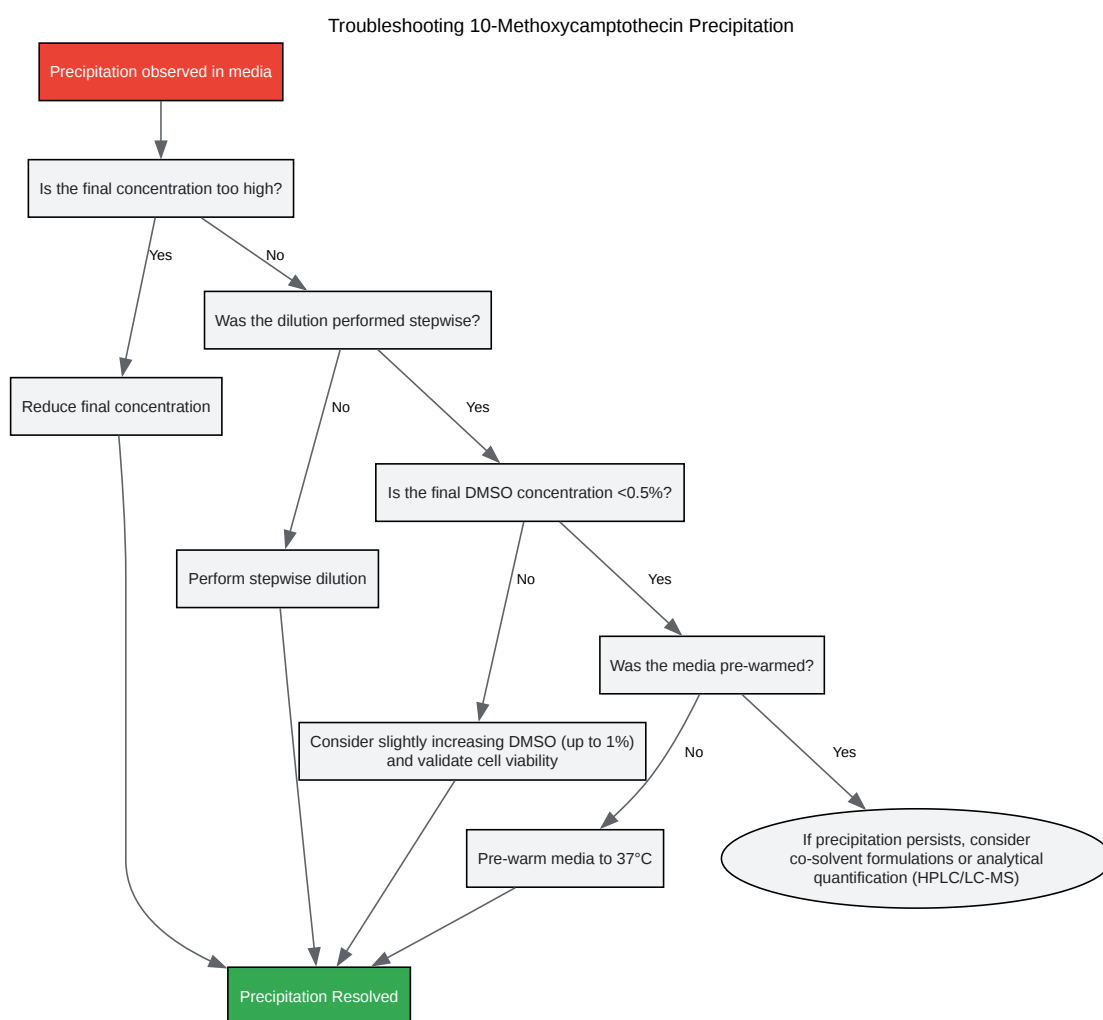 Troubleshooting 10-Methoxycamptothecin Precipitation
Precipitation observed in media
Is the final concentration too high?
Yes
No
Was the dilution performed stepwise?
Reduce final concentration
No
Yes
Is the final DMSO concentration <0.5%?
Perform stepwise dilution
No
Yes
Was the media pre-warmed?
Consider slightly increasing DMSO (up to 1%)
and validate cell viability
No
Yes
Pre-warm media to 37°C
If precipitation persists, consider
co-solvent formulations or analytical
quantification (HPLC/LC-MS)
Precipitation Resolved